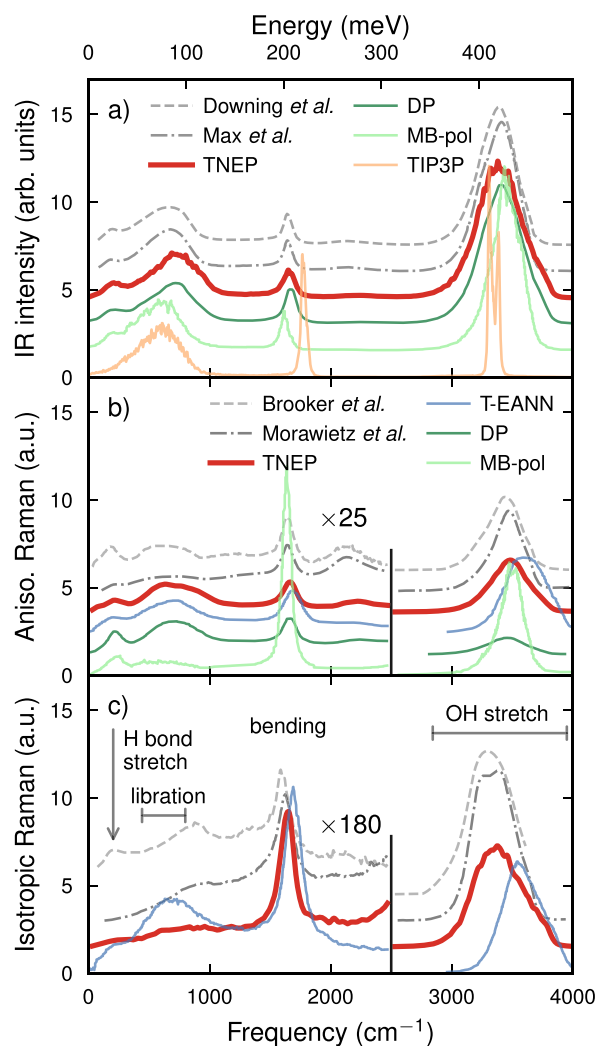 Energy (meV)
0 100 200 300 400
a)
Downing et al.
Max et al.
TNEP
DP
MB-pol
TIP3P
IR intensity (arb. units)
15
10
5
0
b)
Brooker et al.
Morawietz et al.
TNEP
T-EANN
DP
MB-pol
×25
Aniso. Raman (a.u.)
15
10
5
0
c)
H bond
stretch
libration
bending
OH stretch
×180
Isotropic Raman (a.u.)
15
10
5
0
0 1000 2000 3000 4000
Frequency (cm⁻¹)